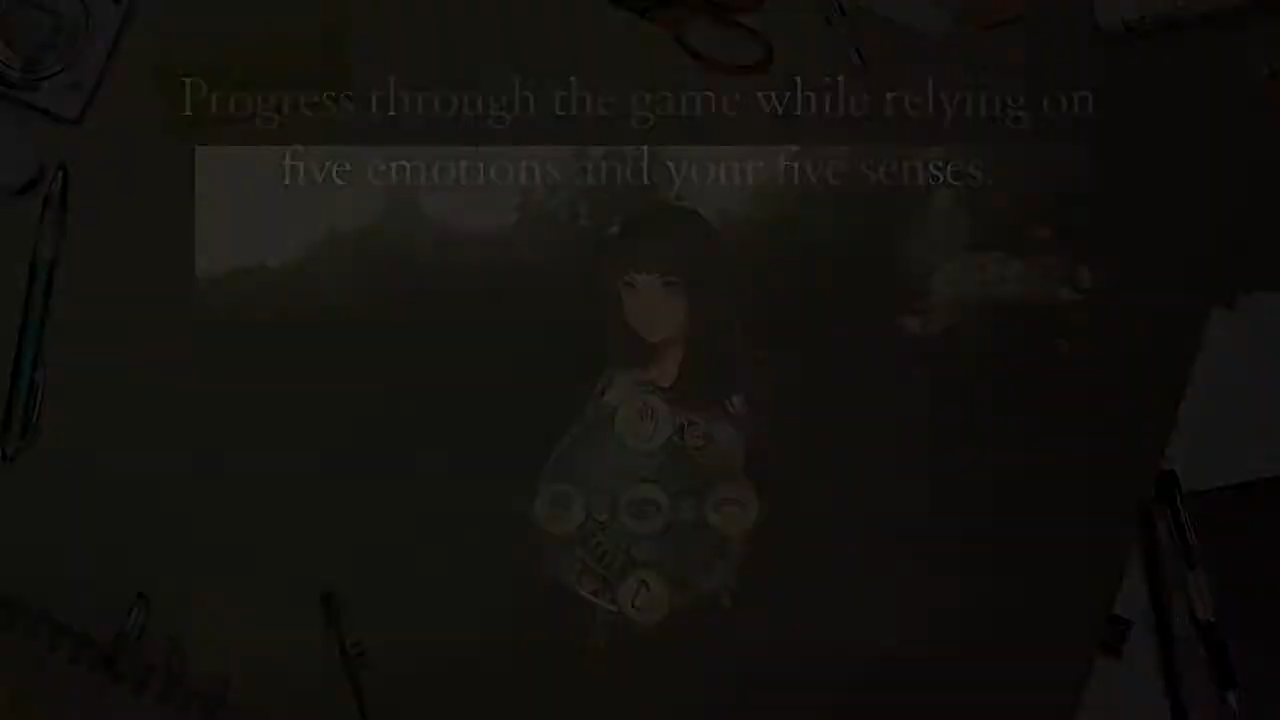 Progress through the game while relying on
five emotions and your five senses.